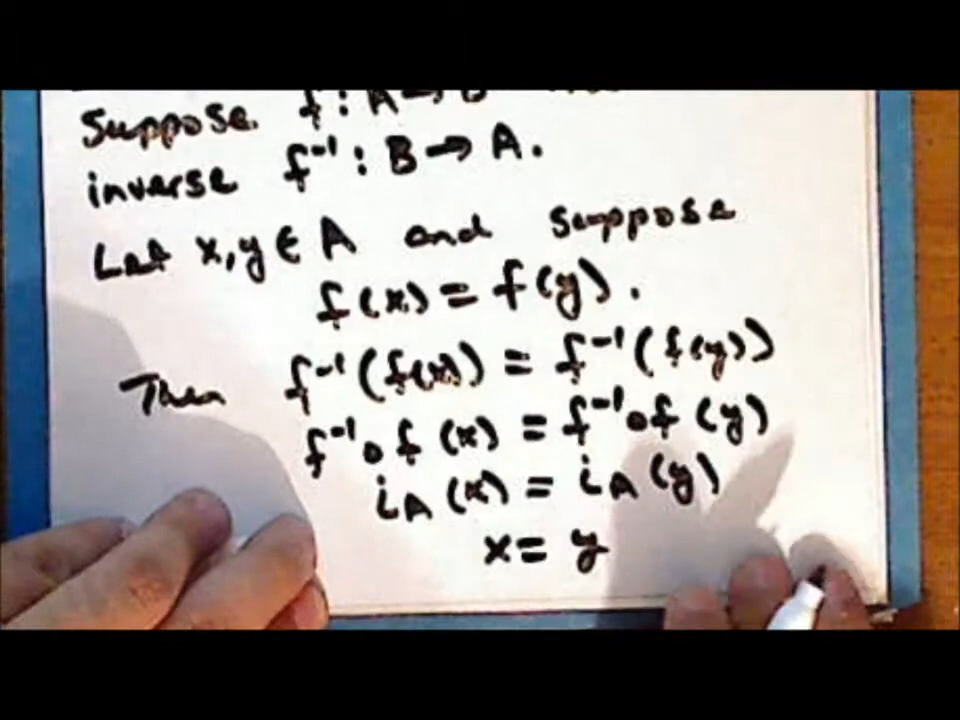 Suppose f : A → B
inverse f⁻¹ : B → A.
Let x, y ∈ A and suppose
f(x) = f(y).
Then f⁻¹(f(x)) = f⁻¹(f(y))
f⁻¹∘f (x) = f⁻¹∘f (y)
i_A (x) = i_A (y)
x = y